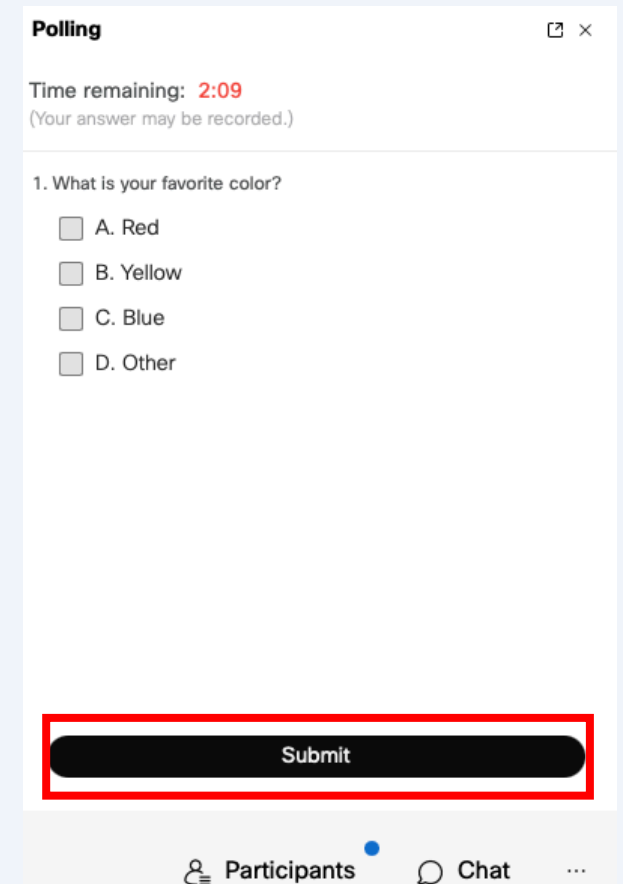 Polling
Time remaining: 2:09
(Your answer may be recorded.)
1. What is your favorite color?
A. Red
B. Yellow
C. Blue
D. Other
Submit
Participants Chat ...